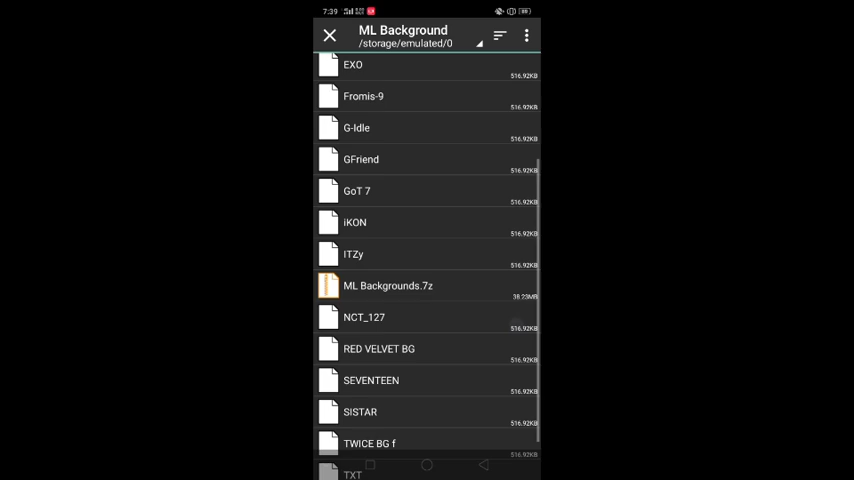 7:39
ML Background
/storage/emulated/0
EXO
516.92KB
Fromis-9
516.92KB
G-Idle
516.92KB
GFriend
516.92KB
GoT 7
516.92KB
iKON
516.92KB
ITZy
516.92KB
ML Backgrounds.7z
38.23MB
NCT_127
516.92KB
RED VELVET BG
516.92KB
SEVENTEEN
516.92KB
SISTAR
516.92KB
TWICE BG f
516.92KB
TXT